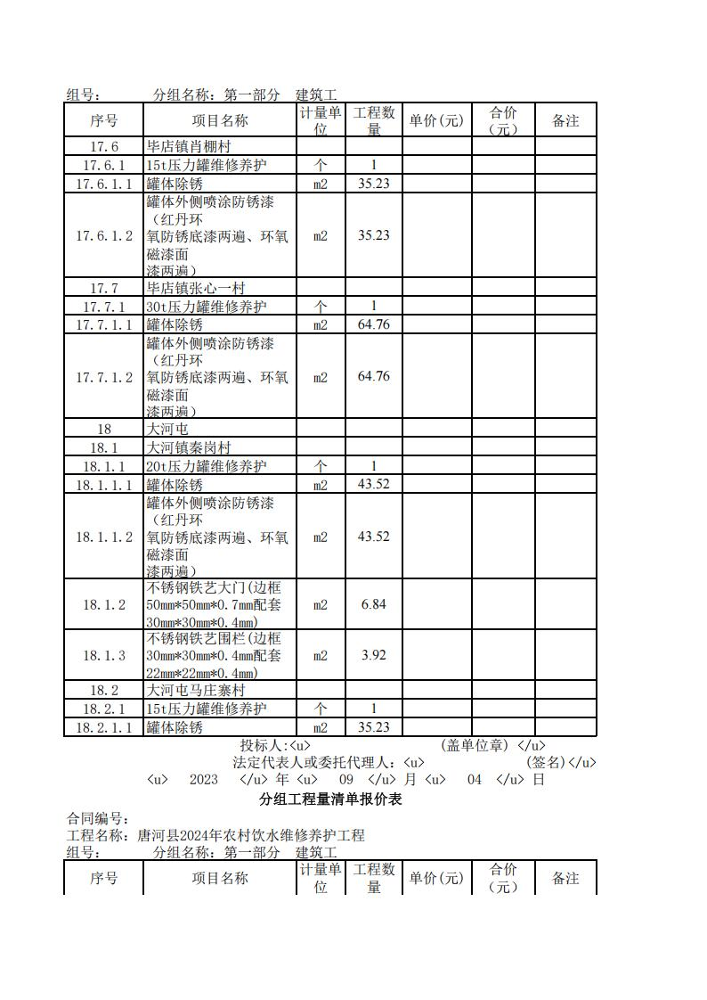 组号： 分组名称：第一部分 建筑工
序号 项目名称 计量单位 工程数量 单价(元) 合价（元） 备注
17.6 毕店镇肖棚村
17.6.1 15t压力罐维修养护 个 1
17.6.1.1 罐体除锈 m2 35.23
17.6.1.2 罐体外侧喷涂防锈漆
（红丹环
氧防锈底漆两遍、环氧
磁漆面
漆两遍） m2 35.23
17.7 毕店镇张心一村
17.7.1 30t压力罐维修养护 个 1
17.7.1.1 罐体除锈 m2 64.76
17.7.1.2 罐体外侧喷涂防锈漆
（红丹环
氧防锈底漆两遍、环氧
磁漆面
漆两遍） m2 64.76
18 大河屯
18.1 大河镇秦岗村
18.1.1 20t压力罐维修养护 个 1
18.1.1.1 罐体除锈 m2 43.52
18.1.1.2 罐体外侧喷涂防锈漆
（红丹环
氧防锈底漆两遍、环氧
磁漆面
漆两遍） m2 43.52
18.1.2 不锈钢铁艺大门(边框
50mm*50mm*0.7mm配套
30mm*30mm*0.4mm) m2 6.84
18.1.3 不锈钢铁艺围栏(边框
30mm*30mm*0.4mm配套
22mm*22mm*0.4mm) m2 3.92
18.2 大河屯马庄寨村
18.2.1 15t压力罐维修养护 个 1
18.2.1.1 罐体除锈 m2 35.23
投标人:<u> (盖单位章) </u>
法定代表人或委托代理人：<u> (签名)</u>
<u> 2023 </u> 年 <u> 09 </u> 月 <u> 04 </u> 日
分组工程量清单报价表
合同编号：
工程名称：唐河县2024年农村饮水维修养护工程
组号： 分组名称：第一部分 建筑工
序号 项目名称 计量单位 工程数量 单价(元) 合价（元） 备注